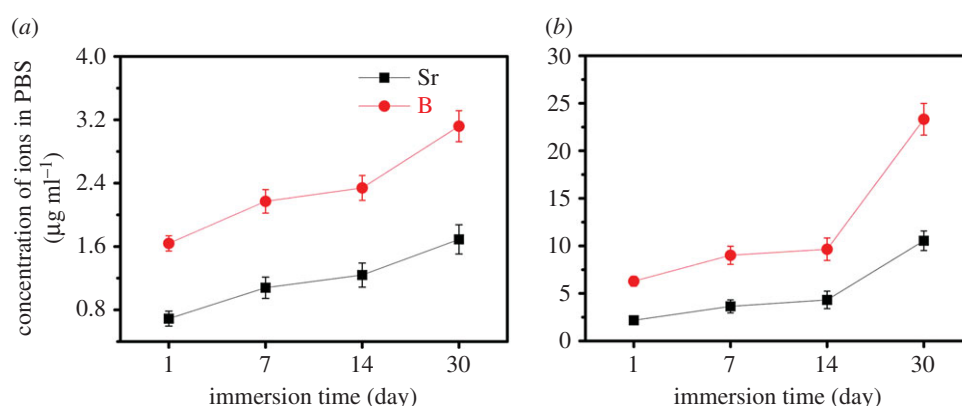 (a)
(b)
concentration of ions in PBS
(µg ml⁻¹)
4.0
3.2
2.4
1.6
0.8
Sr
B
1 7 14 30
immersion time (day)
30
25
20
15
10
5
0
1 7 14 30
immersion time (day)